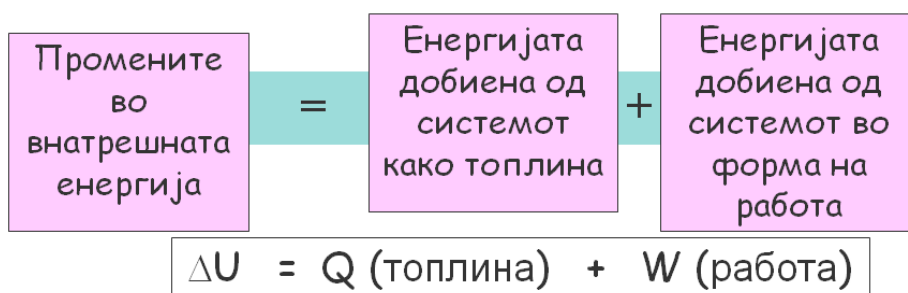 Промените
во
внатрешната
енергија
=
Енергијата
добиена од
системот
како топлина
+
Енергијата
добиена од
системот во
форма на
работа
ΔU = Q (топлина) + W (работа)